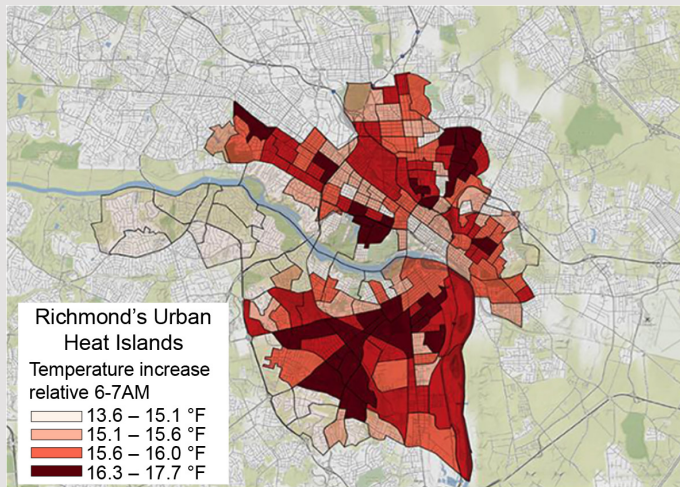 Richmond's Urban
Heat Islands
Temperature increase
relative 6-7AM
13.6 – 15.1 °F
15.1 – 15.6 °F
15.6 – 16.0 °F
16.3 – 17.7 °F